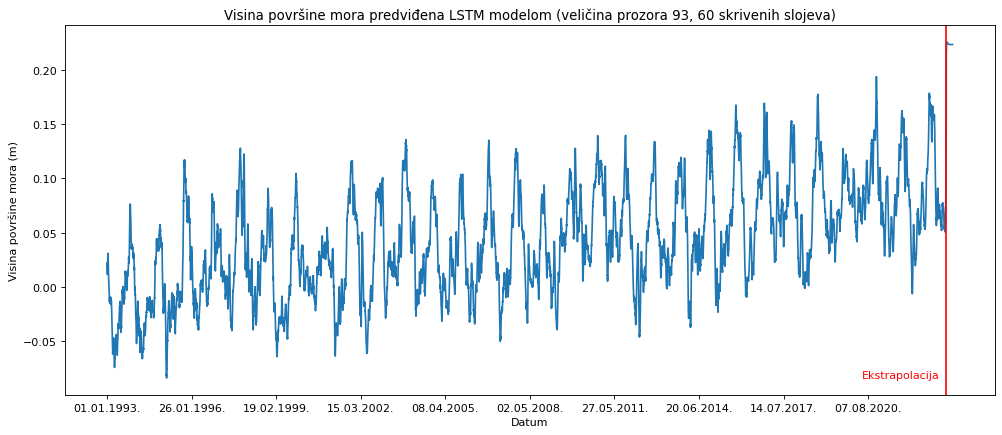 Visina površine mora predviđena LSTM modelom (veličina prozora 93, 60 skrivenih slojeva)
Visina površine mora (m)
0.20
0.15
0.10
0.05
0.00
−0.05
Ekstrapolacija
01.01.1993. 26.01.1996. 19.02.1999. 15.03.2002. 08.04.2005. 02.05.2008. 27.05.2011. 20.06.2014. 14.07.2017. 07.08.2020.
Datum